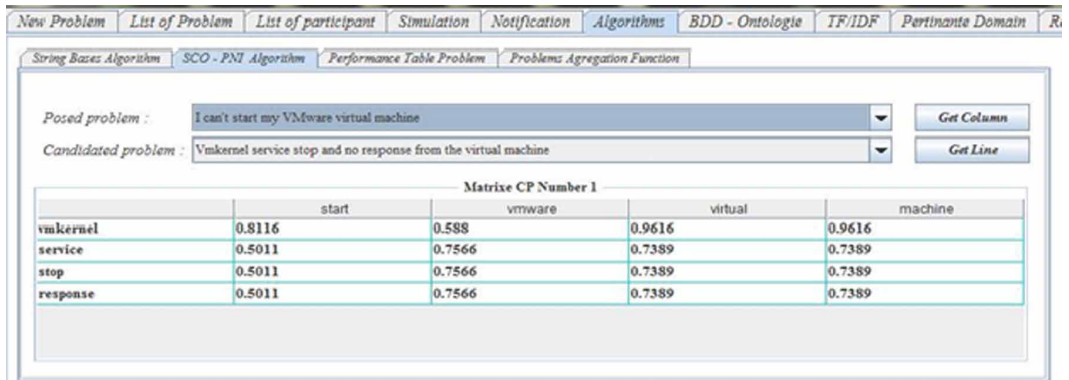 New Problem List of Problem List of participant Simulation Notification Algorithms BDD - Ontologie TF/IDF Pertinante Domain
String Bases Algorithm SCO - PNI Algorithm Performance Table Problem Problems Agregation Function
Posed problem : I can't start my VMware virtual machine Get Column
Candidated problem : Vmkernel service stop and no response from the virtual machine Get Line
Matrixe CP Number 1
start vmware virtual machine
vmkernel 0.8116 0.588 0.9616 0.9616
service 0.5011 0.7566 0.7389 0.7389
stop 0.5011 0.7566 0.7389 0.7389
response 0.5011 0.7566 0.7389 0.7389